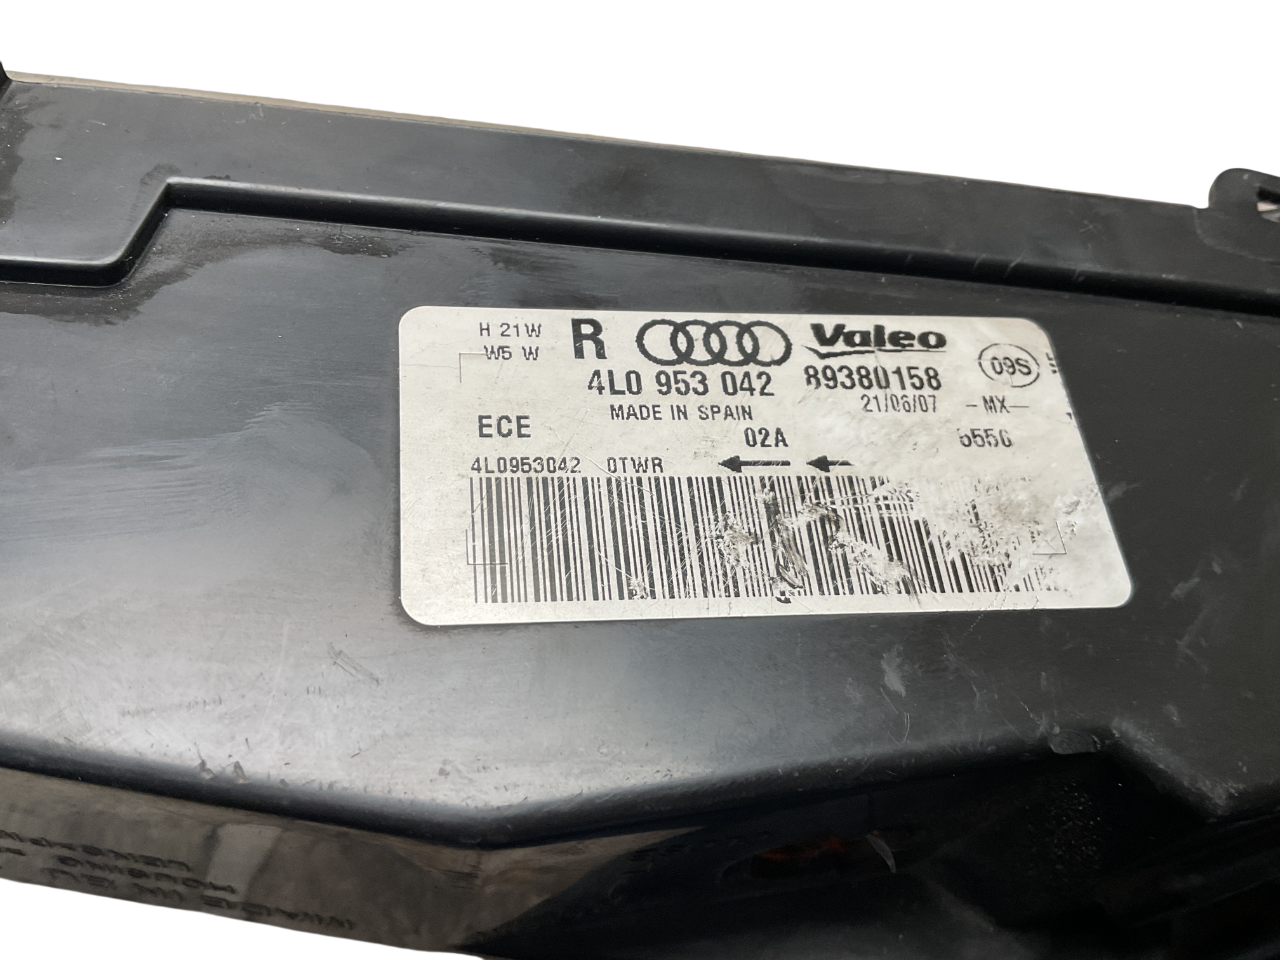 H 21W R Valeo
W5 W
4L0 953 042 89380158 09S
MADE IN SPAIN 21/06/07 -MX-
ECE 02A
4L0953042 0TWR